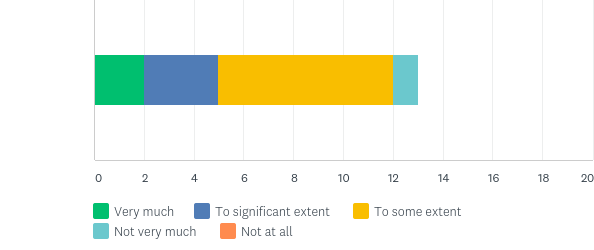 0 2 4 6 8 10 12 14 16 18 20
Very much To significant extent To some extent
Not very much Not at all